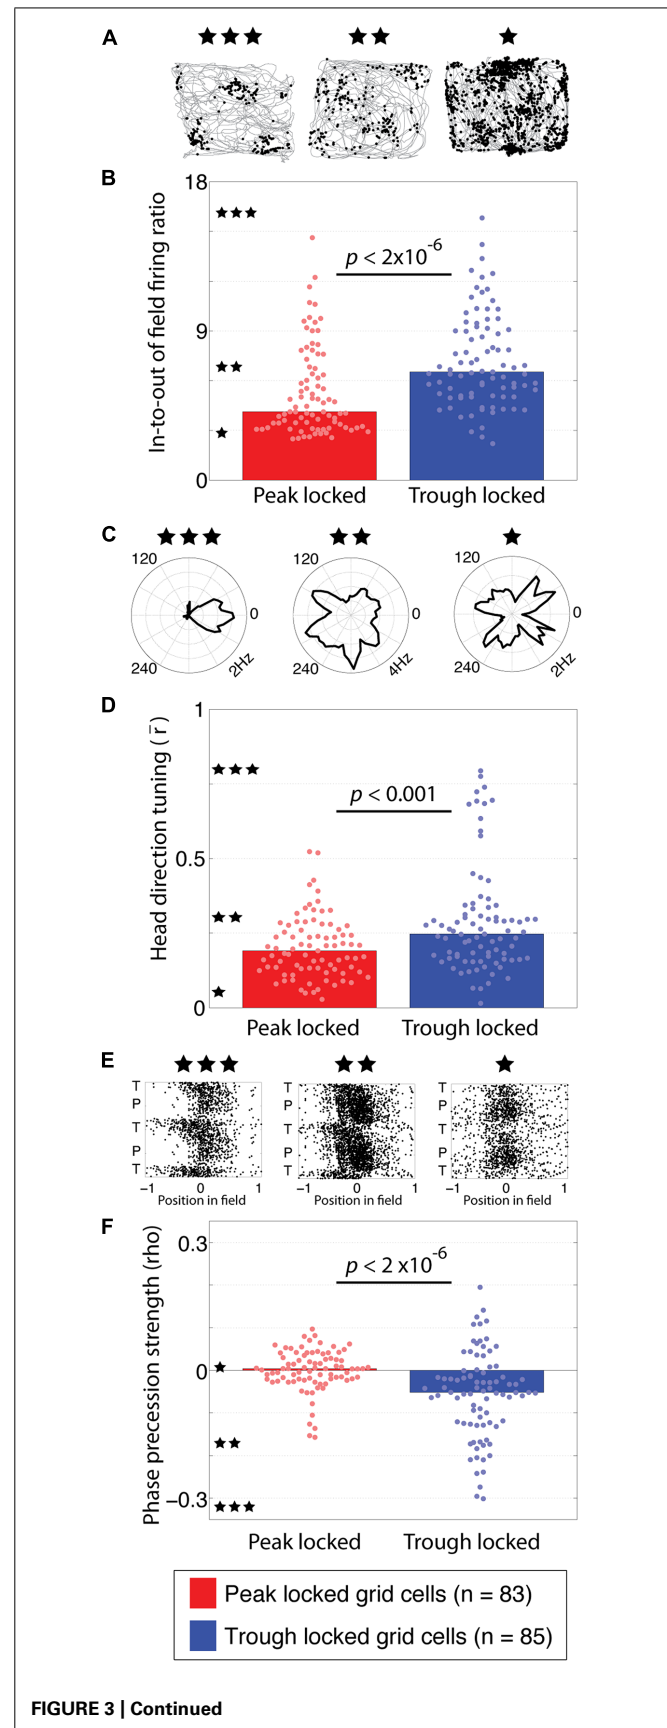 A ★★★ ★★ ★
B
18
★★★
p < 2x10-6
In-to-out of field firing ratio
9
★★
★
0
Peak locked Trough locked
C ★★★ ★★ ★
120 120 120
0 0 0
240 2Hz 240 4Hz 240 2Hz
D
1
★★★
p < 0.001
Head direction tuning (r̄)
0.5
★★
★
0
Peak locked Trough locked
E ★★★ ★★ ★
T T T
P P P
T T T
P P P
T T T
−1 0 1 −1 0 1 −1 0 1
Position in field Position in field Position in field
F
0.3
p < 2 x10-6
Phase precession strength (rho)
0
★
★★
−0.3
★★★
Peak locked Trough locked
Peak locked grid cells (n = 83)
Trough locked grid cells (n = 85)
FIGURE 3 | Continued